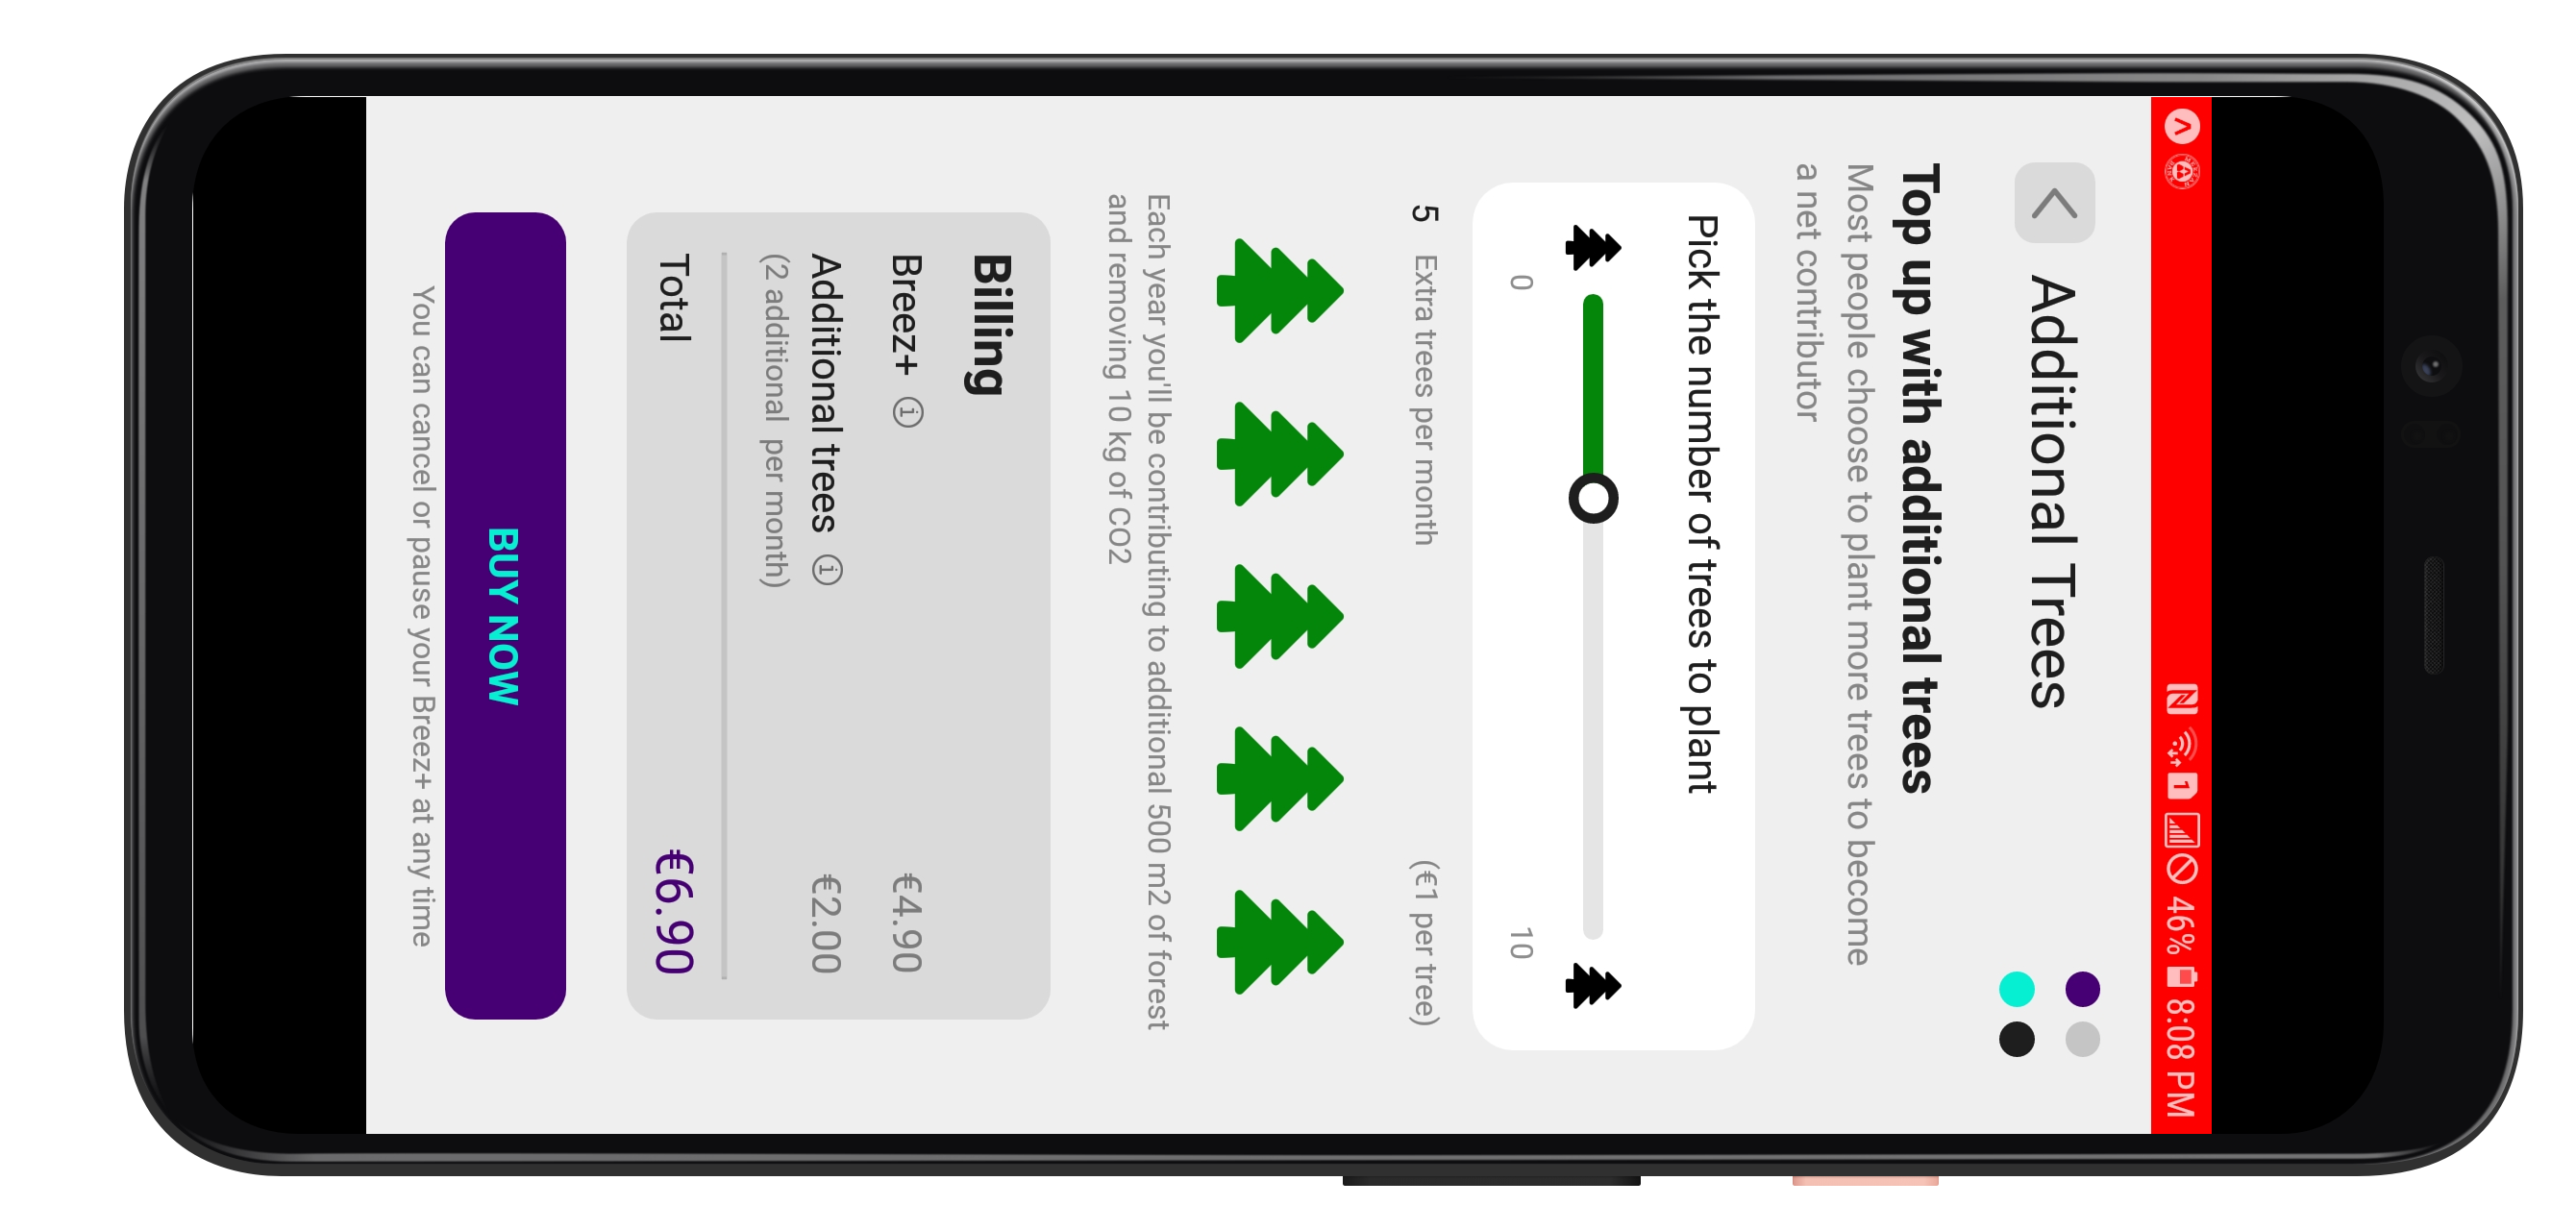 1 46% 8:08 PM
Additional Trees
Top up with additional trees
Most people choose to plant more trees to become
a net contributor
Pick the number of trees to plant
0 10
5 Extra trees per month (€1 per tree)
Each year you'll be contributing to additional 500 m2 of forest
and removing 10 kg of CO2
Billing
Breez+ €4.90
Additional trees €2.00
(2 additional per month)
Total €6.90
BUY NOW
You can cancel or pause your Breez+ at any time